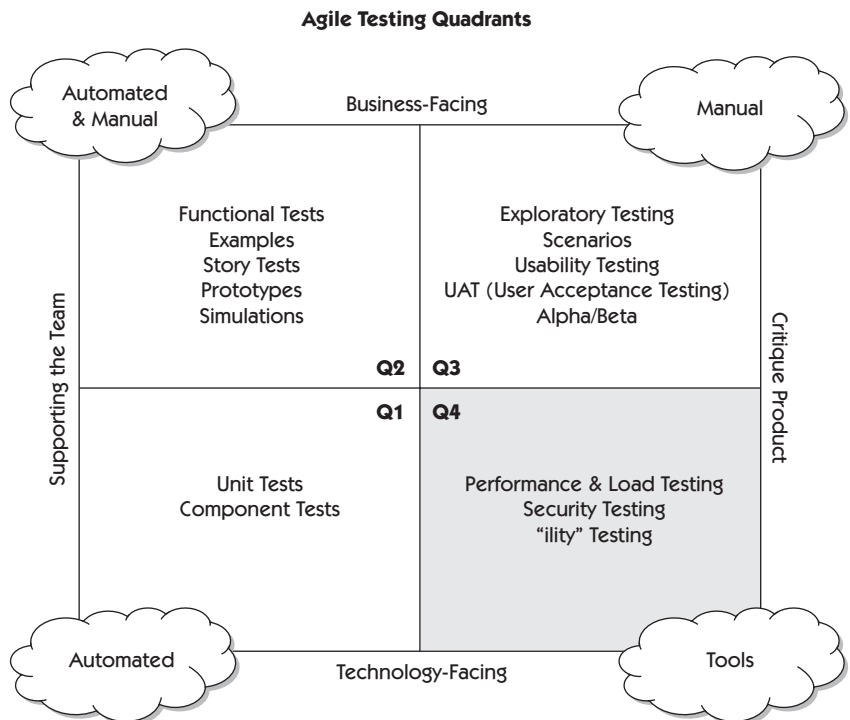 Agile Testing Quadrants
Automated
& Manual
Business-Facing
Manual
Functional Tests
Examples
Story Tests
Prototypes
Simulations
Exploratory Testing
Scenarios
Usability Testing
UAT (User Acceptance Testing)
Alpha/Beta
Supporting the Team
Critique Product
Q2
Q3
Q1
Q4
Unit Tests
Component Tests
Performance & Load Testing
Security Testing
“ility” Testing
Automated
Technology-Facing
Tools